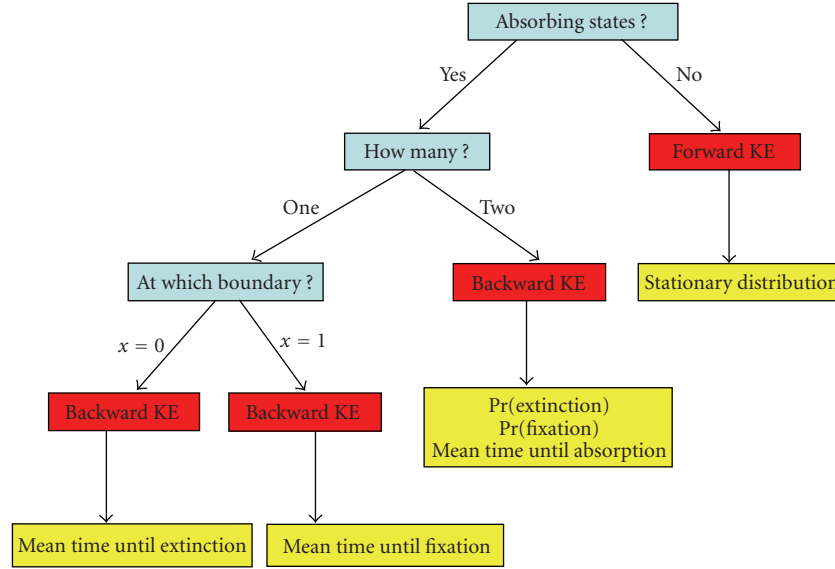 Absorbing states ?
Yes
No
How many ?
Forward KE
One
Two
At which boundary ?
Backward KE
Stationary distribution
x = 0
x = 1
Backward KE
Backward KE
Pr(extinction)
Pr(fixation)
Mean time until absorption
Mean time until extinction
Mean time until fixation